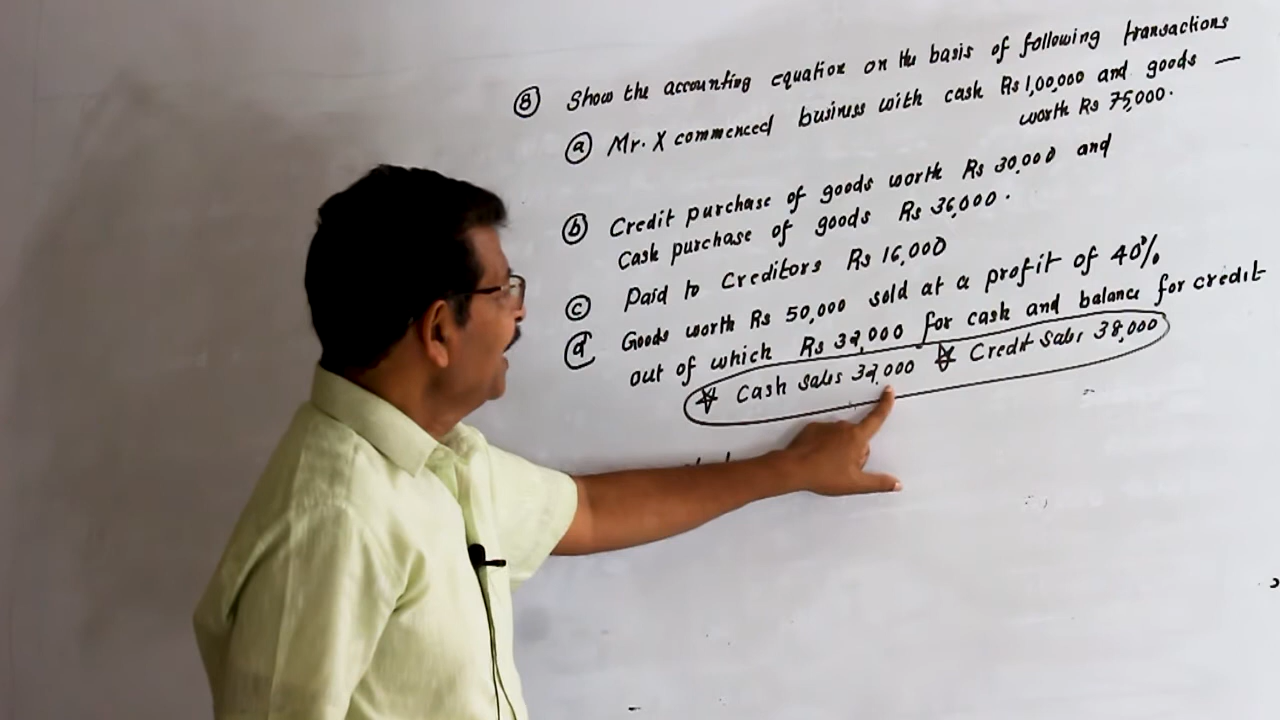 ⑧ Show the accounting equation on the basis of following transactions
ⓐ Mr. X commenced business with cash Rs 1,00,000 and goods —
worth Rs 75,000.
ⓑ Credit purchase of goods worth Rs 30,000 and
Cash purchase of goods Rs 36,000.
ⓒ Paid to Creditors Rs 16,000
ⓓ Goods worth Rs 50,000 sold at a profit of 40%
out of which Rs 32,000 for cash and balance for credit
☆ Cash Sales 32,000 ☆ Credit Sales 38,000